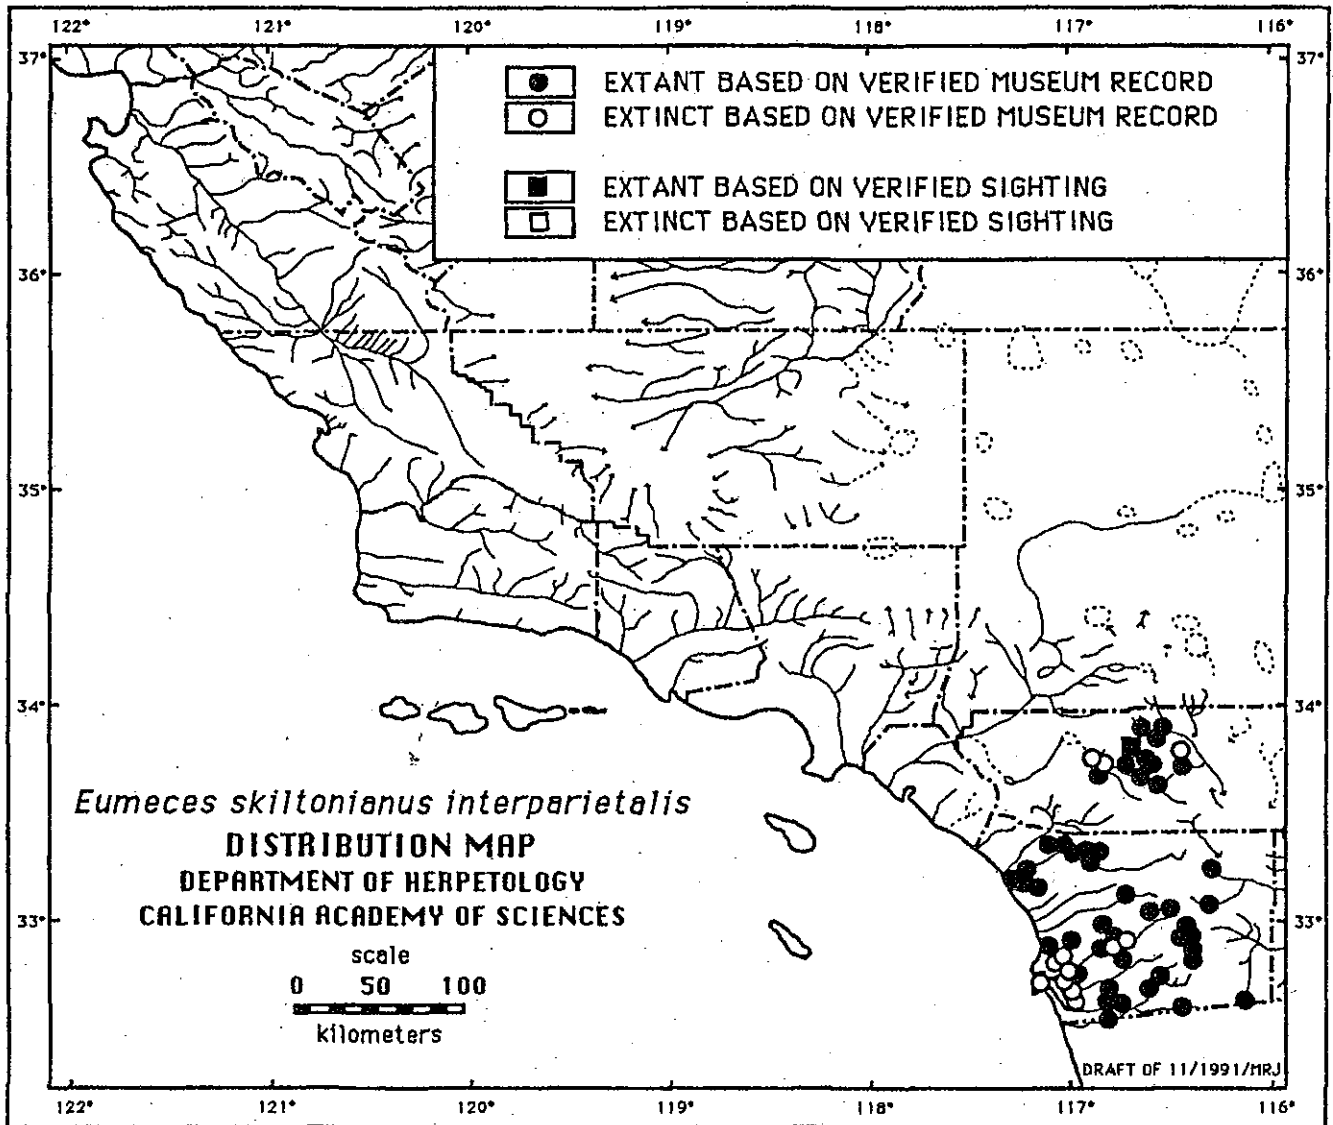 122° 121° 120° 119° 118° 117° 116°
37° 37°
EXTANT BASED ON VERIFIED MUSEUM RECORD
EXTINCT BASED ON VERIFIED MUSEUM RECORD
EXTANT BASED ON VERIFIED SIGHTING
EXTINCT BASED ON VERIFIED SIGHTING
36° 36°
35° 35°
34° 34°
Eumeces skiltonianus interparietalis
DISTRIBUTION MAP
DEPARTMENT OF HERPETOLOGY
CALIFORNIA ACADEMY OF SCIENCES
33° 33°
scale
0 50 100
kilometers
DRAFT OF 11/1991/MRJ
122° 121° 120° 119° 118° 117° 116°